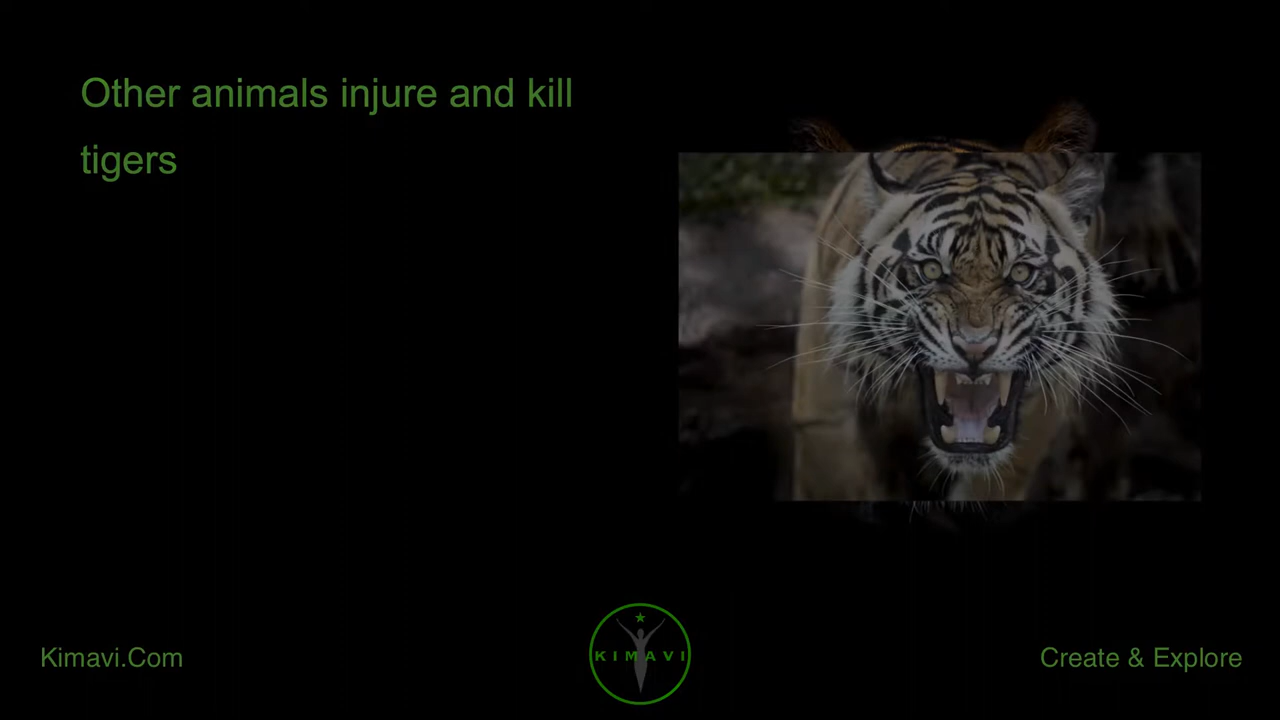 Other animals injure and kill
tigers
KIMAVI
Kimavi.Com
Create & Explore